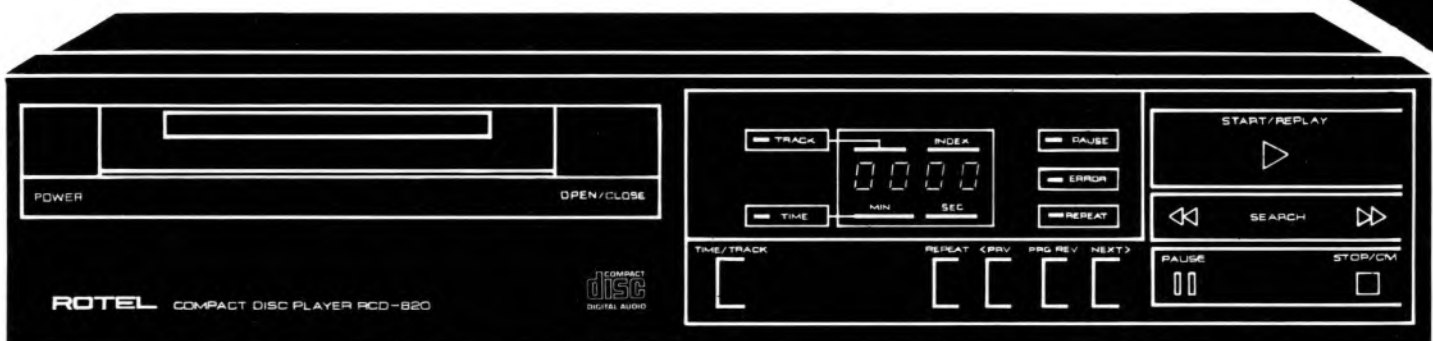 POWER
OPEN/CLOSE
ROTEL COMPACT DISC PLAYER RCD-820
COMPACT
disc
DIGITAL AUDIO
TRACK
INDEX
0000
TIME
MIN
SEC
PAUSE
ERROR
REPEAT
TIME/TRACK
REPEAT <PRV PRG REV NEXT>
START/REPLAY
SEARCH
PAUSE
STOP/CM